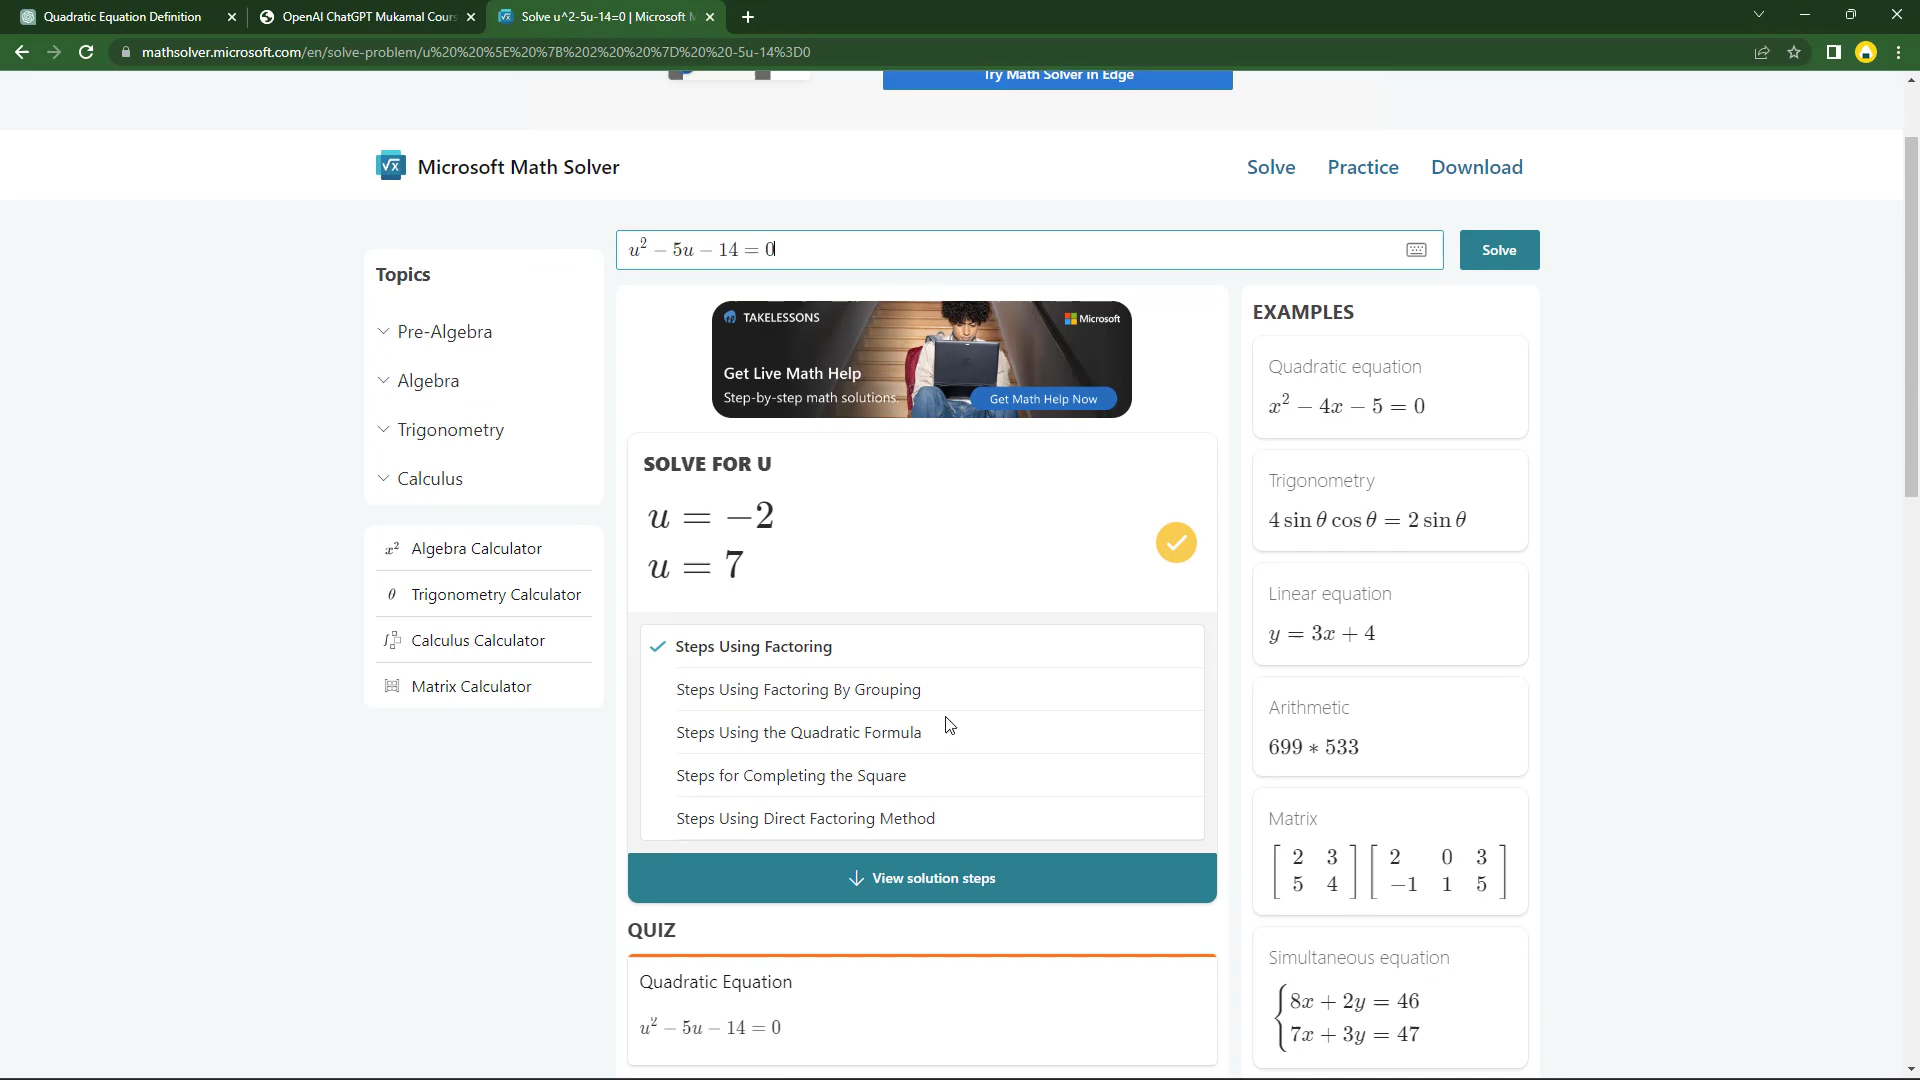 Quadratic Equation Definition
OpenAI ChatGPT Mukamal Cours
Solve u^2-5u-14=0 | Microsoft M
mathsolver.microsoft.com/en/solve-problem/u%20%20%5E%20%7B%202%20%20%7D%20%20-5u-14%3D0
Try Math Solver in Edge
Microsoft Math Solver
Solve
Practice
Download
u² − 5u − 14 = 0
Solve
Topics
Pre-Algebra
Algebra
Trigonometry
Calculus
x² Algebra Calculator
θ Trigonometry Calculator
Calculus Calculator
Matrix Calculator
TAKELESSONS
Microsoft
Get Live Math Help
Step-by-step math solutions.
Get Math Help Now
SOLVE FOR U
u = −2
u = 7
Steps Using Factoring
Steps Using Factoring By Grouping
Steps Using the Quadratic Formula
Steps for Completing the Square
Steps Using Direct Factoring Method
View solution steps
QUIZ
Quadratic Equation
u² − 5u − 14 = 0
EXAMPLES
Quadratic equation
x² − 4x − 5 = 0
Trigonometry
4 sin θ cos θ = 2 sin θ
Linear equation
y = 3x + 4
Arithmetic
699 ∗ 533
Matrix
[ 2 3 ] [ 2 0 3 ]
[ 5 4 ] [ −1 1 5 ]
Simultaneous equation
8x + 2y = 46
7x + 3y = 47